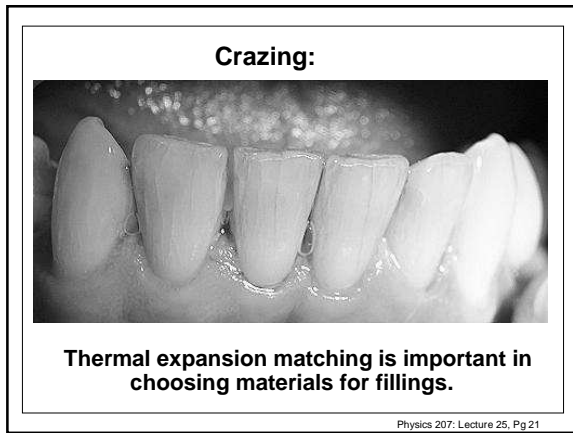 Crazing:
Thermal expansion matching is important in
choosing materials for fillings.
Physics 207: Lecture 25, Pg 21